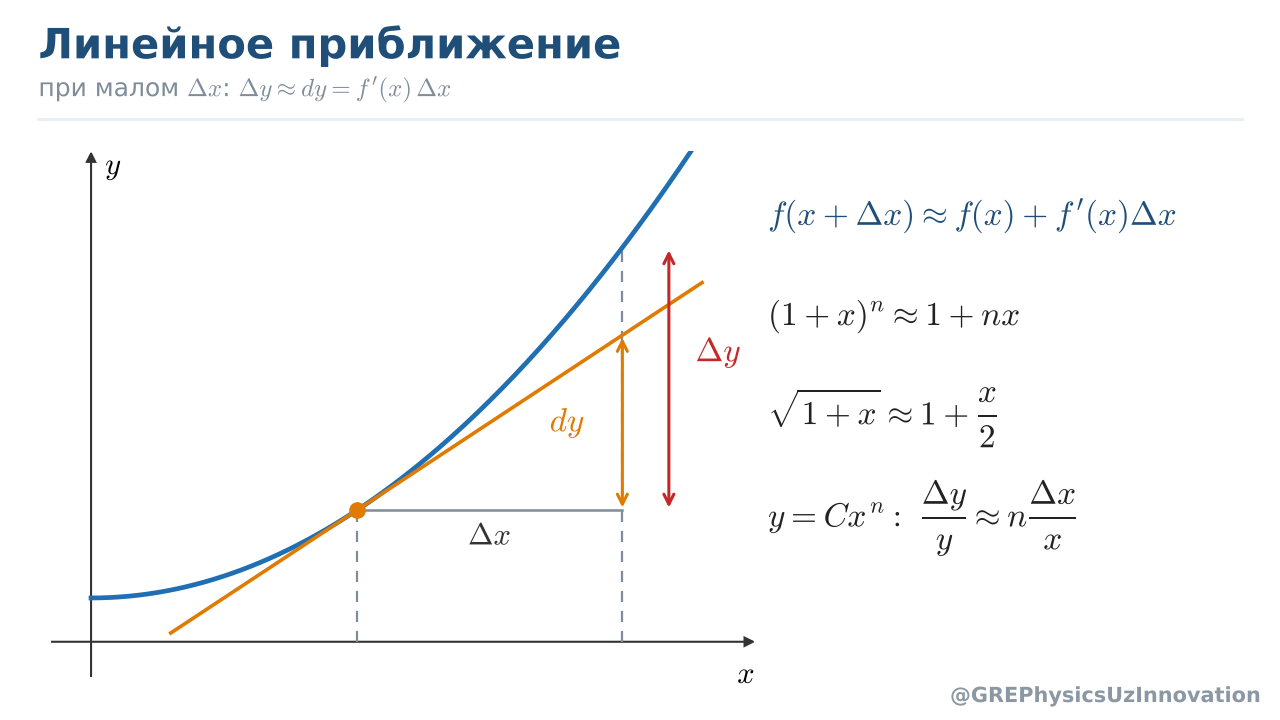 Линейное приближение
при малом Δx: Δy ≈ dy = f′(x) Δx
y
f(x + Δx) ≈ f(x) + f′(x)Δx
(1 + x)ⁿ ≈ 1 + nx
Δy
√(1 + x) ≈ 1 + x/2
dy
y = Cxⁿ : Δy/y ≈ n Δx/x
Δx
x
@GREPhysicsUzInnovation